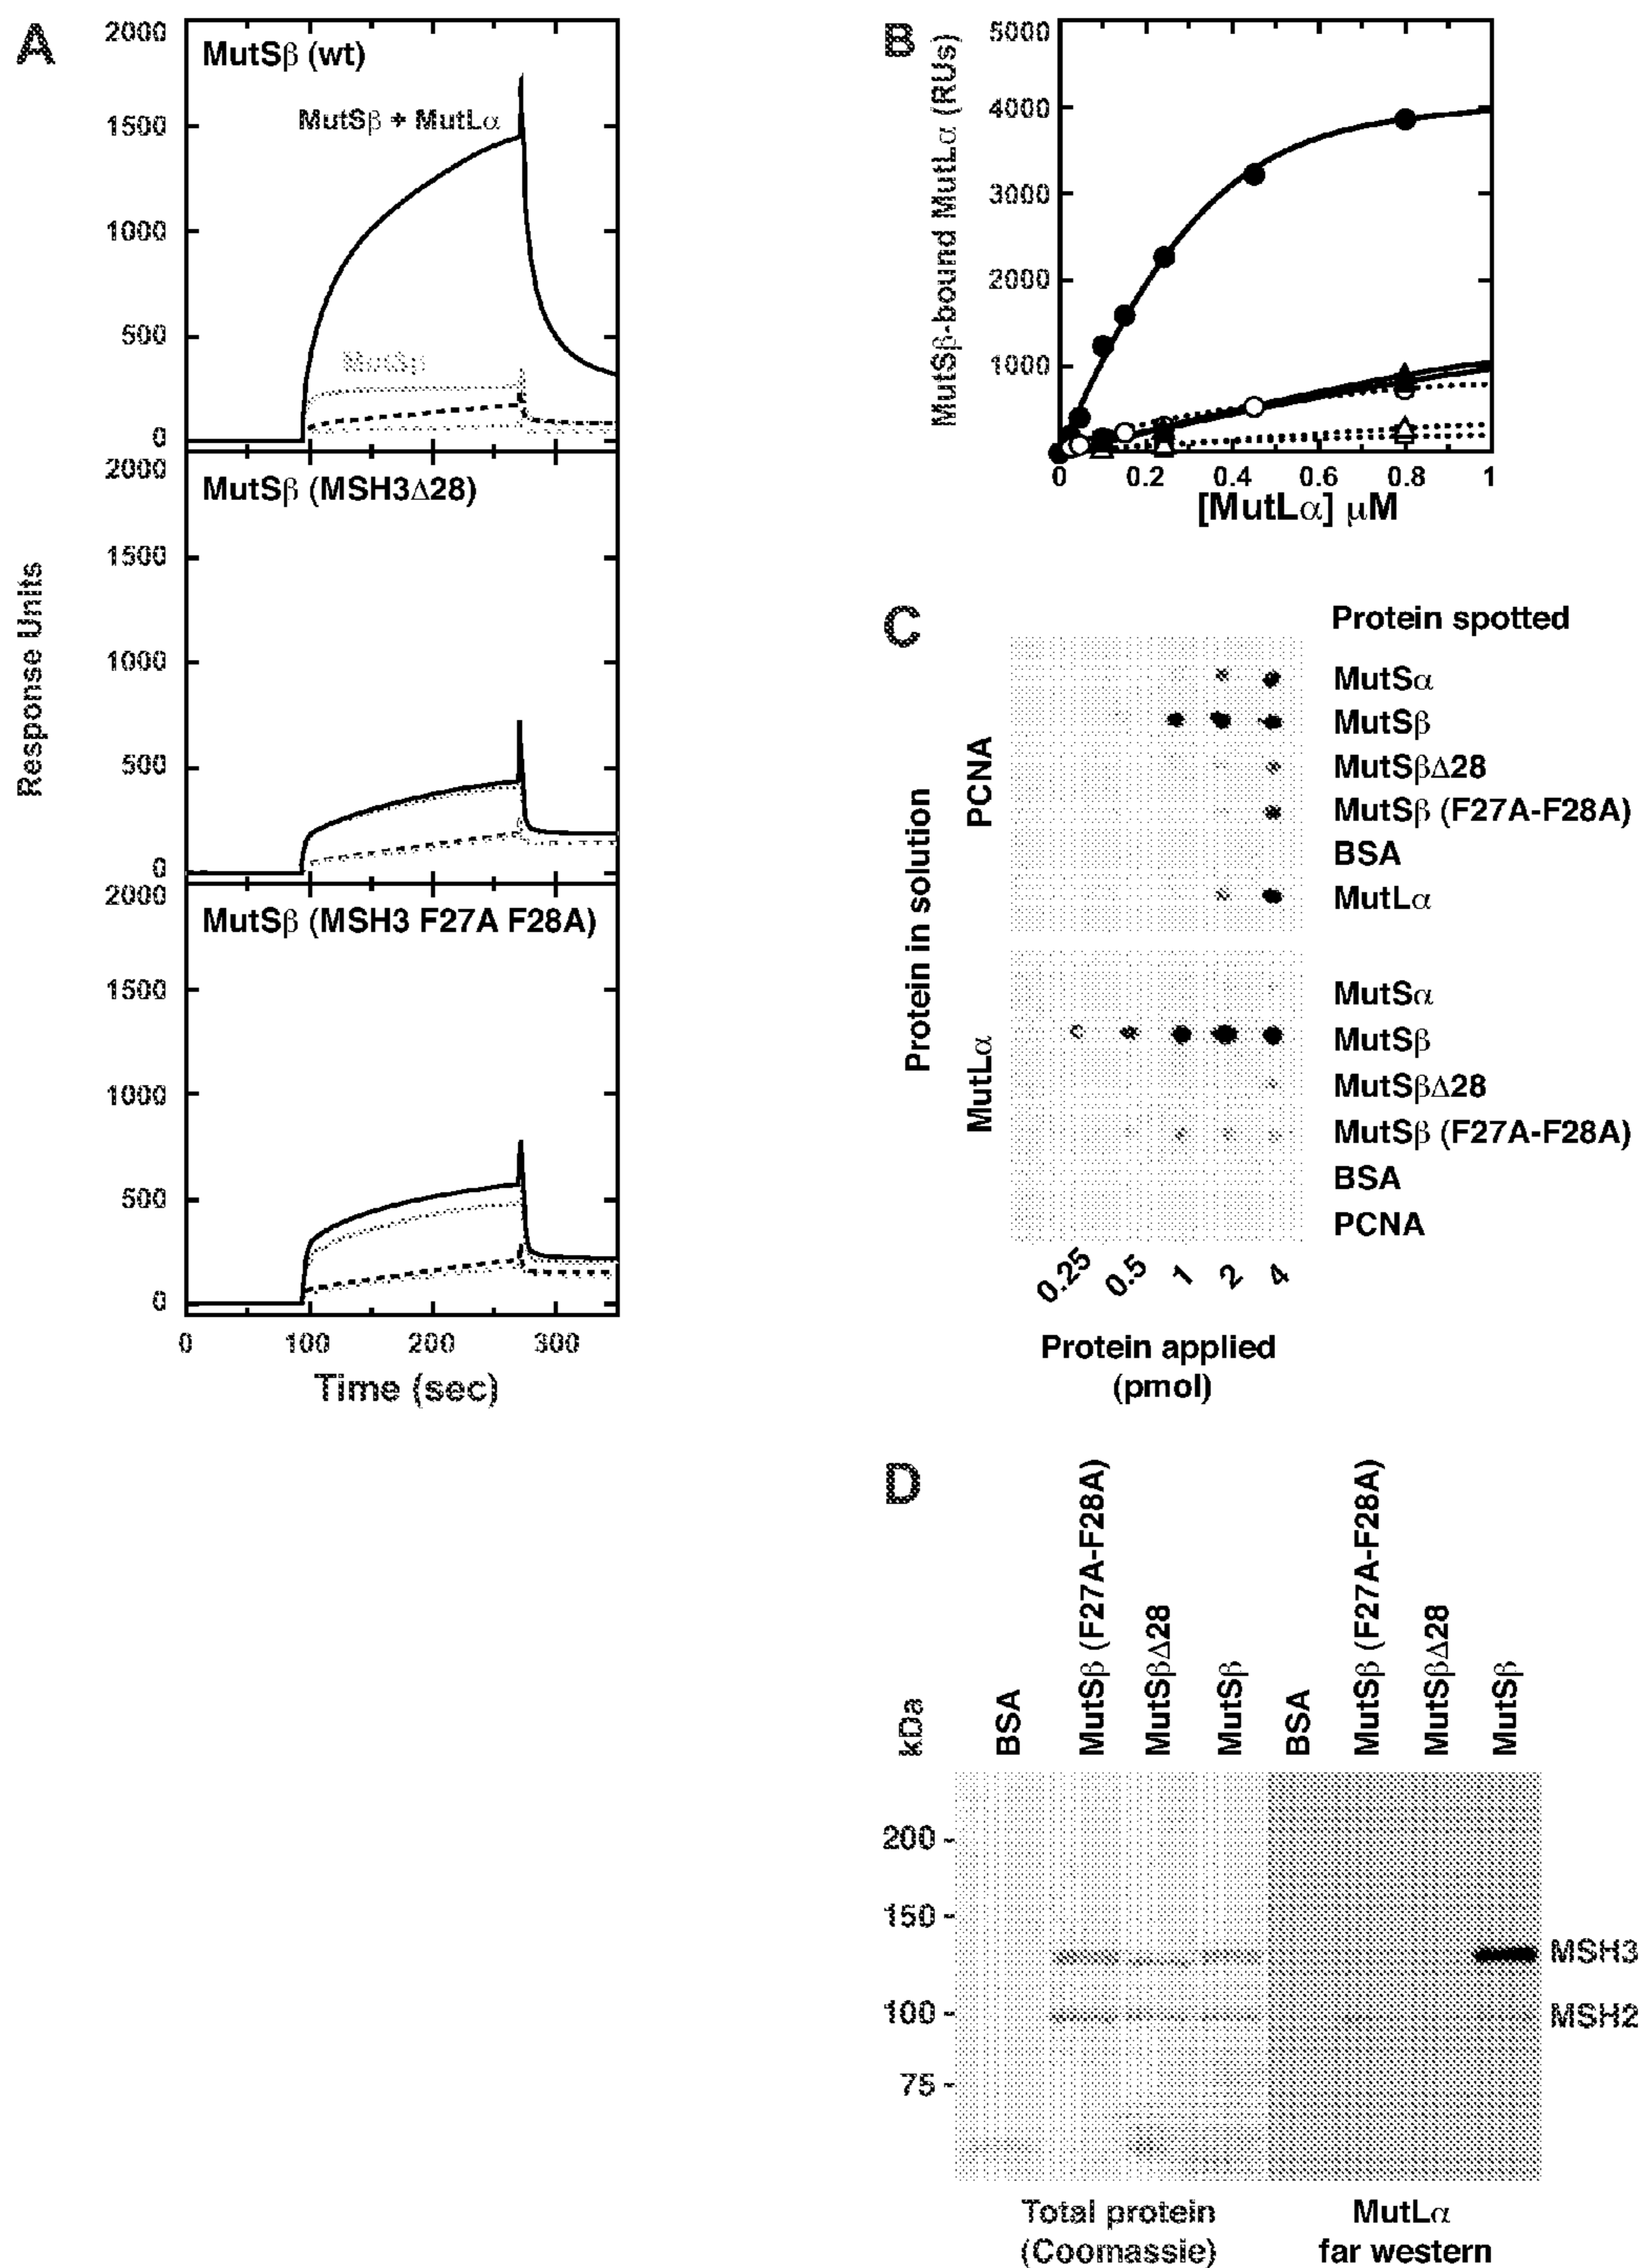 A
2000
MutSβ (wt)
MutSβ + MutLα
1500
1000
500
MutSβ
0
2000
MutSβ (MSH3Δ28)
1500
1000
500
0
2000
MutSβ (MSH3 F27A F28A)
1500
1000
500
0
0 100 200 300
Time (sec)
Response Units
B
MutSβ-bound MutLα (RUs)
5000
4000
3000
2000
1000
0 0.2 0.4 0.6 0.8 1
[MutLα] μM
C
Protein spotted
Protein in solution
PCNA
MutSα
MutSβ
MutSβΔ28
MutSβ (F27A-F28A)
BSA
MutLα
MutLα
MutSα
MutSβ
MutSβΔ28
MutSβ (F27A-F28A)
BSA
PCNA
0.25 0.5 1 2 4
Protein applied
(pmol)
D
kDa
BSA
MutSβ (F27A-F28A)
MutSβΔ28
MutSβ
BSA
MutSβ (F27A-F28A)
MutSβΔ28
MutSβ
200 -
150 -
MSH3
100 -
MSH2
75 -
Total protein
(Coomassie)
MutLα
far western